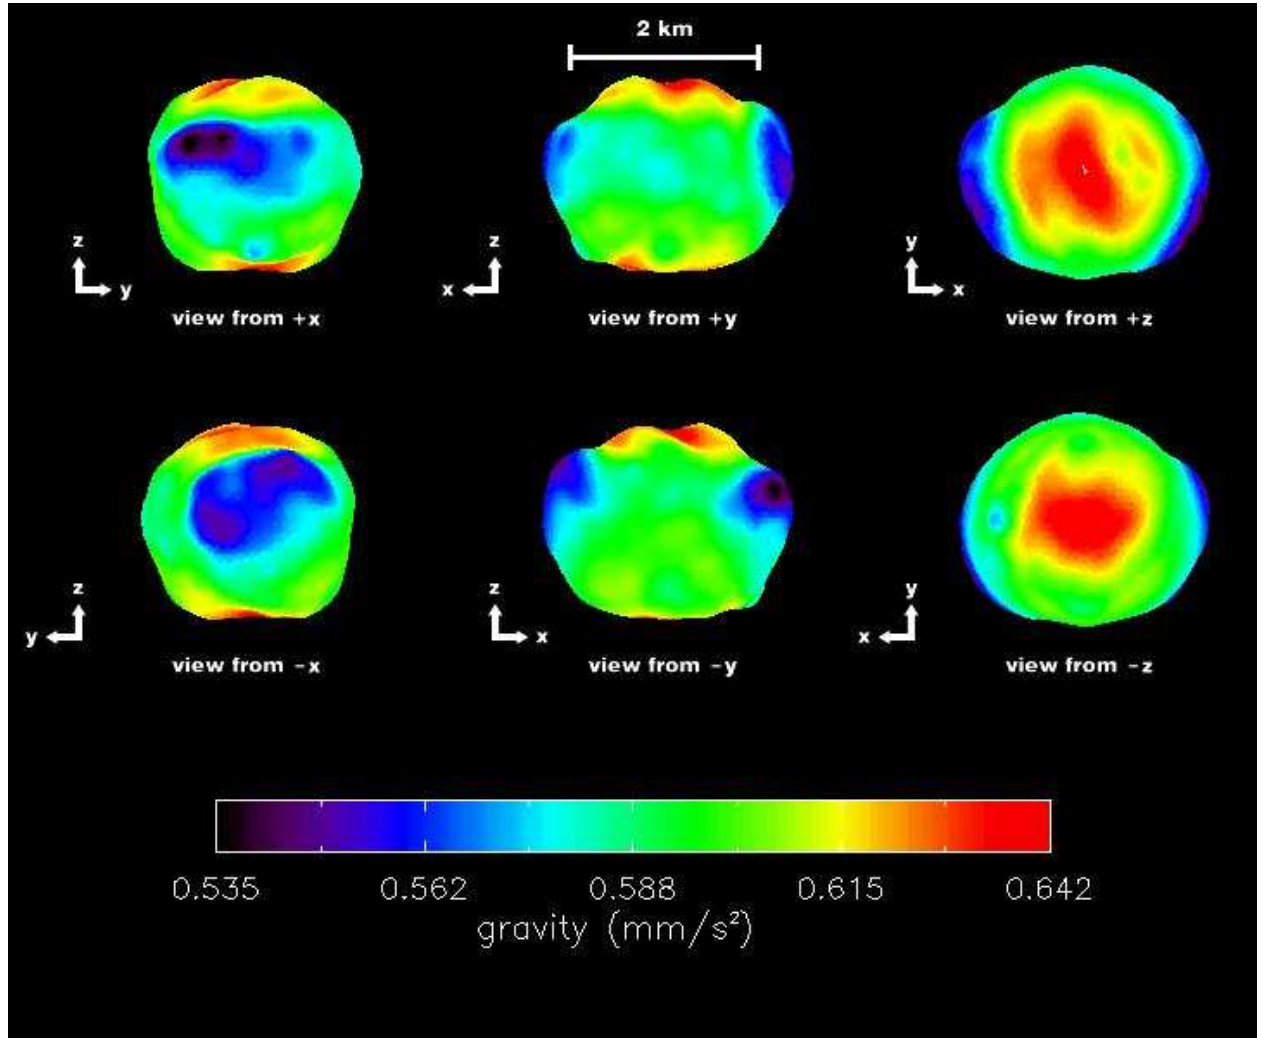 2 km
z
y
view from +x
z
x
view from +y
y
x
view from +z
z
y
view from -x
z
x
view from -y
y
x
view from -z
0.535 0.562 0.588 0.615 0.642
gravity (mm/s²)